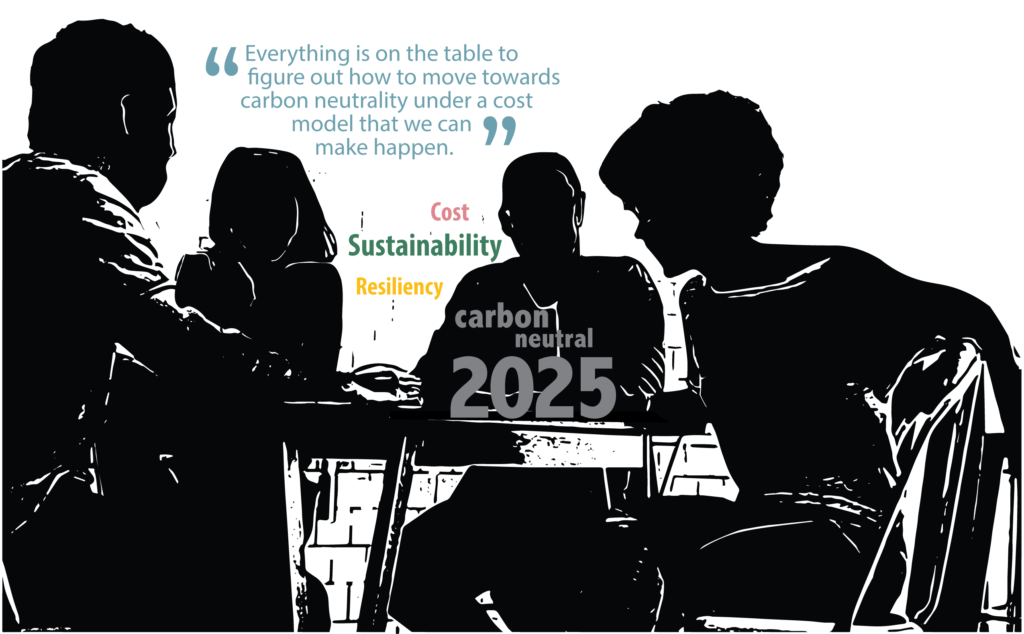 “Everything is on the table to
figure out how to move towards
carbon neutrality under a cost
model that we can
make happen.”
Cost
Sustainability
Resiliency
carbon
neutral
2025